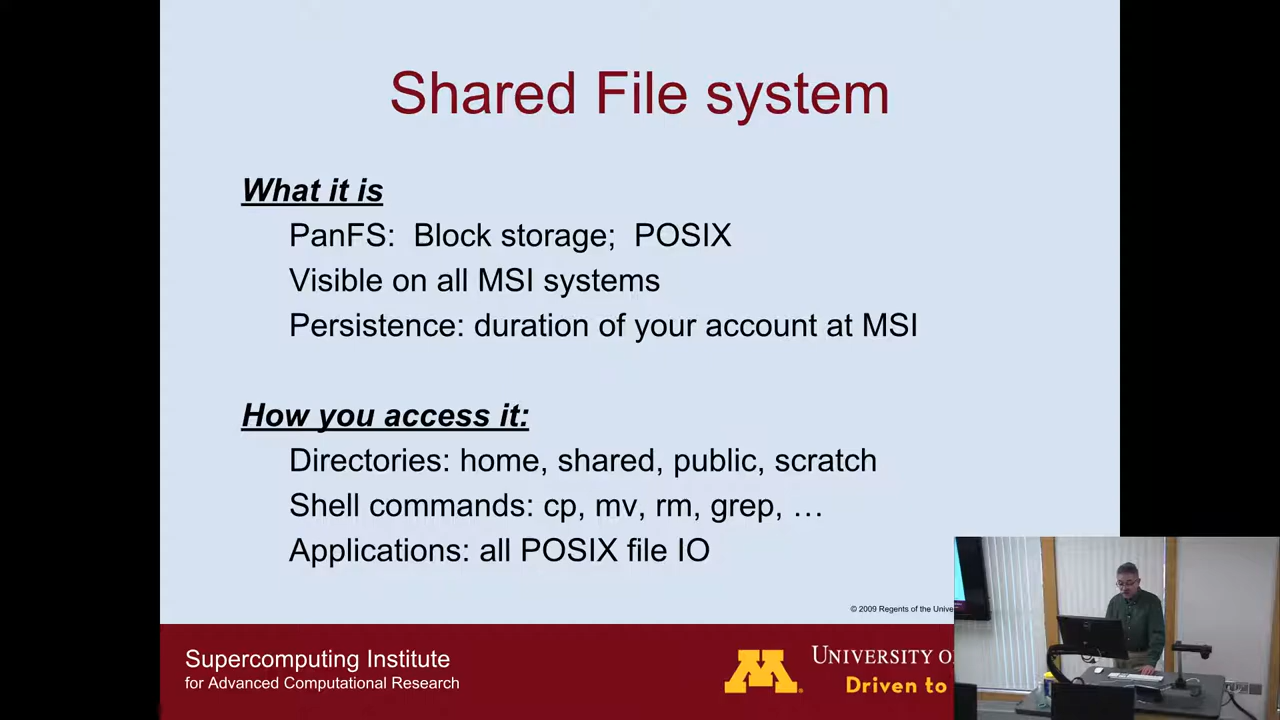 Shared File system
What it is
PanFS: Block storage; POSIX
Visible on all MSI systems
Persistence: duration of your account at MSI
How you access it:
Directories: home, shared, public, scratch
Shell commands: cp, mv, rm, grep, …
Applications: all POSIX file IO
© 2009 Regents of the
Supercomputing Institute
for Advanced Computational Research
UNIVERSITY OF
Driven to